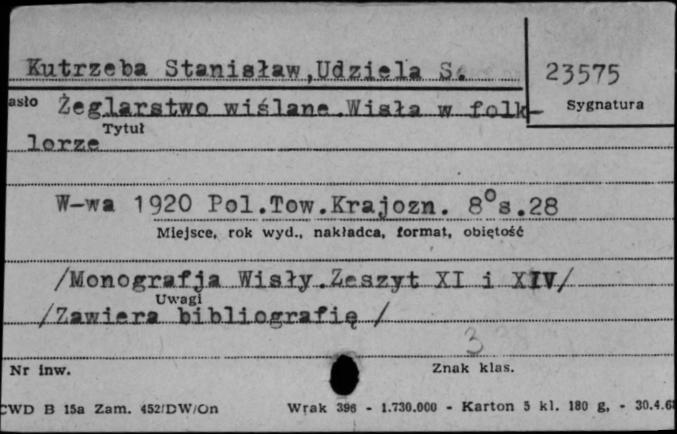 Kutrzeba Stanisław,Udziela S.
23575
asło Żeglarstwo wiślane.Wisła w folk-
Sygnatura
Tytuł
lorze
W-wa 1920 Pol.Tow.Krajozn. 8°s.28
Miejsce, rok wyd., nakładca, format, obiętość
/Monografja Wisły.Zeszyt XI i XIV/
Uwagi
/Zawiera bibliografię /
3
Nr inw.
Znak klas.
CWD B 15a Zam. 452/DW/On Wrak 396 - 1.730.000 - Karton 5 kl. 180 g. - 30.4.68